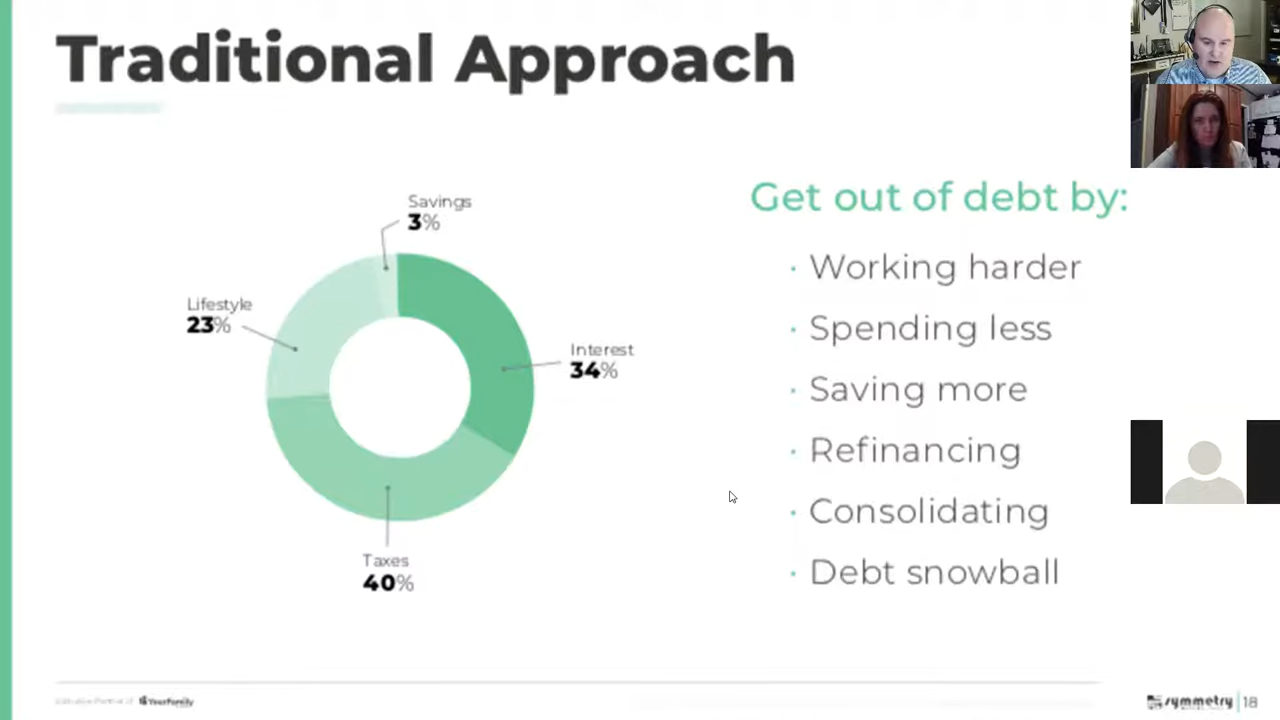 Traditional Approach
Savings
3%
Lifestyle
23%
Interest
34%
Taxes
40%
Get out of debt by:
· Working harder
· Spending less
· Saving more
· Refinancing
· Consolidating
· Debt snowball
YourFamily
symmetry | 18